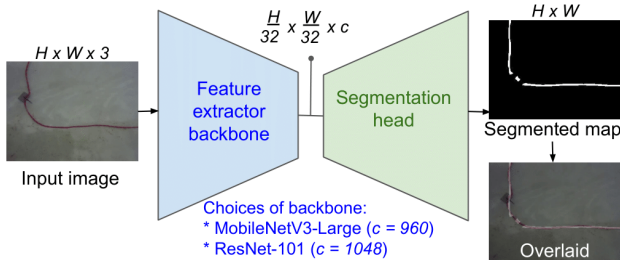 H x W x 3
Input image
Feature
extractor
backbone
H/32 x W/32 x c
Segmentation
head
H x W
Segmented map
Overlaid
Choices of backbone:
* MobileNetV3-Large (c = 960)
* ResNet-101 (c = 1048)